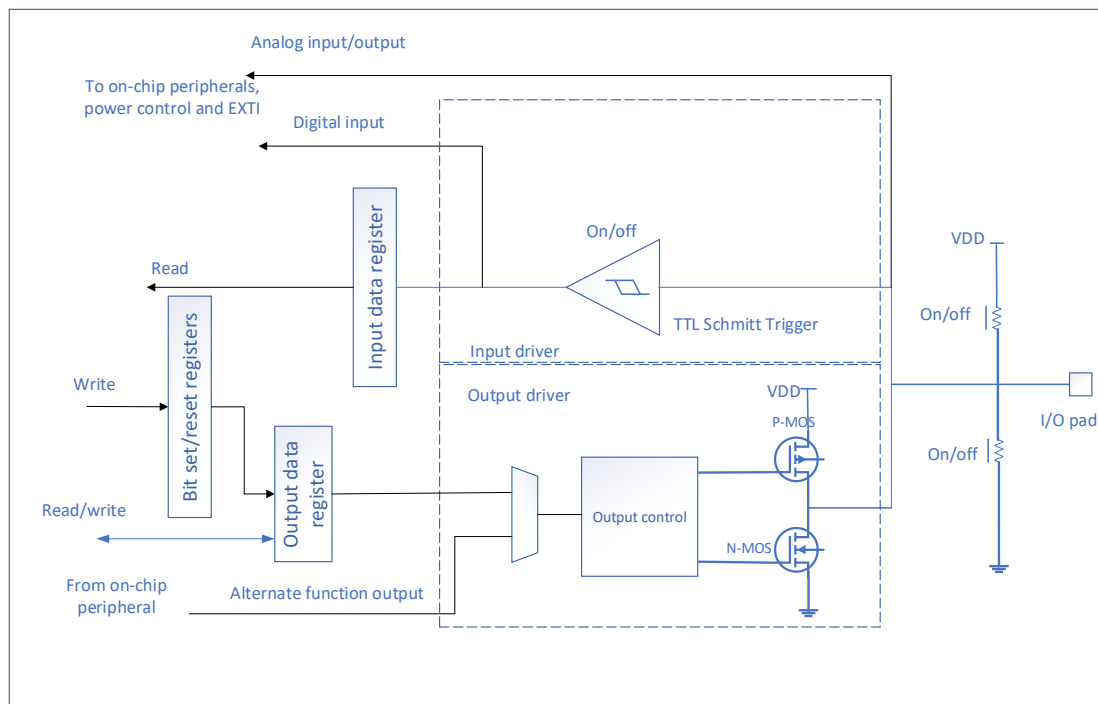 Analog input/output
To on-chip peripherals,
power control and EXTI
Digital input
On/off
Input data register
Read
TTL Schmitt Trigger
VDD
On/off
Bit set/reset registers
Input driver
Write
Output driver
VDD
P-MOS
I/O pad
On/off
Output data
register
Read/write
Output control
N-MOS
From on-chip
peripheral
Alternate function output